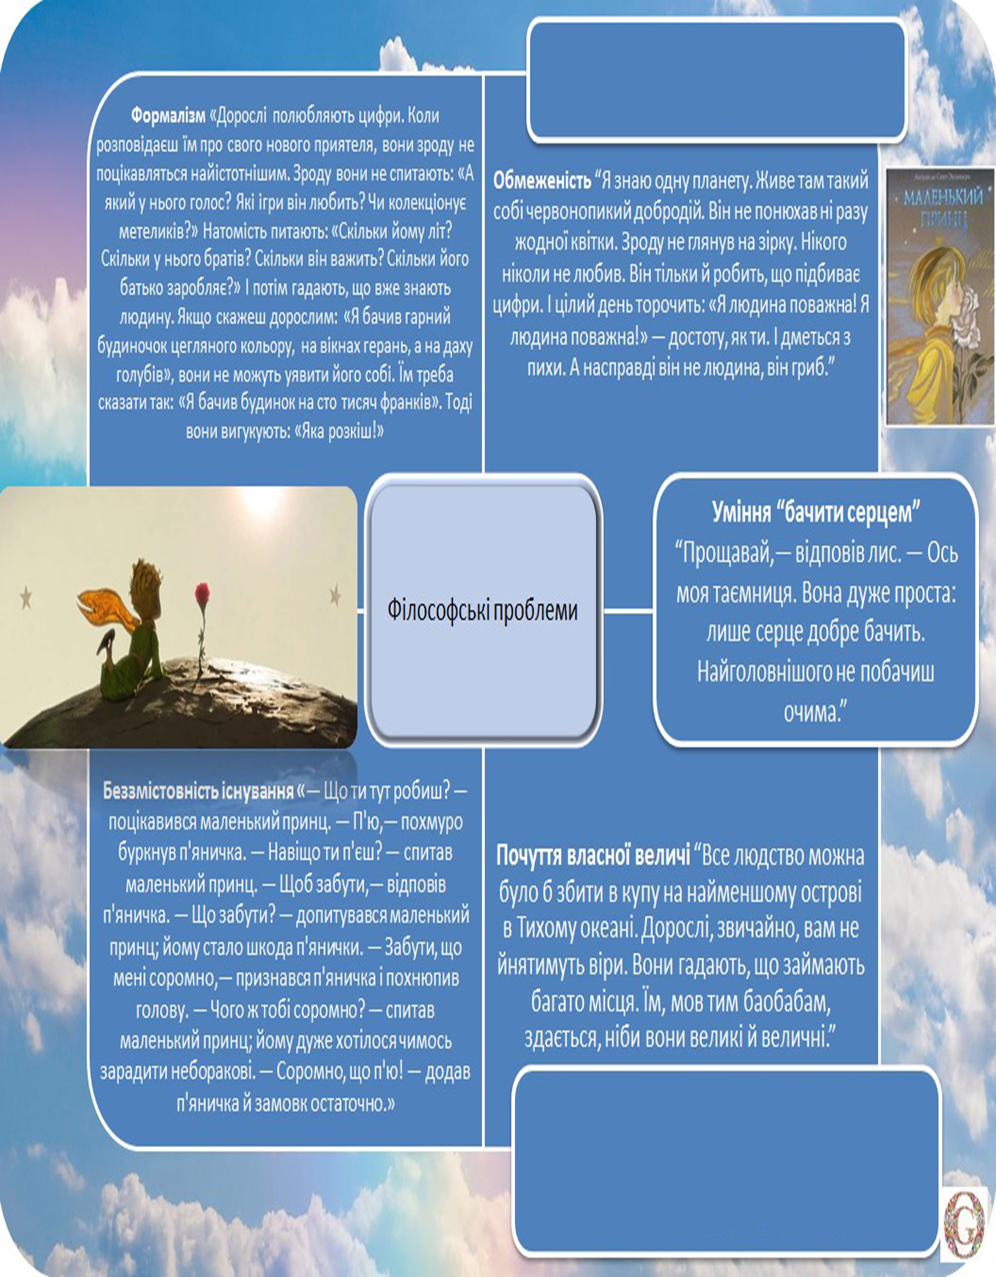 Формалізм «Дорослі полюбляють цифри. Коли
розповідаєш їм про свого нового приятеля, вони зроду не
поцікавляться найістотнішим. Зроду вони не спитають: «А
який у нього голос? Які ігри він любить? Чи колекціонує
метеликів?» Натомість питають: «Скільки йому літ?
Скільки у нього братів? Скільки він важить? Скільки його
батько заробляє?» І потім гадають, що вже знають
людину. Якщо скажеш дорослим: «Я бачив гарний
будиночок цегляного кольору, на вікнах герань, а на даху
голубів», вони не можуть уявити його собі. Їм треба
сказати так: «Я бачив будинок на сто тисяч франків». Тоді
вони вигукують: «Яка розкіш!»
Обмеженість “Я знаю одну планету. Живе там такий
собі червонопикий добродій. Він не понюхав ні разу
жодної квітки. Зроду не глянув на зірку. Нікого
ніколи не любив. Він тільки й робить, що підбиває
цифри. І цілий день торочить: «Я людина поважна! Я
людина поважна!» — достоту, як ти. І дметься з
пихи. А насправді він не людина, він гриб.”
Антуан де Сент-Екзюпері
МАЛЕНЬКИЙ
ПРИНЦ
Філософські проблеми
Уміння “бачити серцем”
“Прощавай,— відповів лис. — Ось
моя таємниця. Вона дуже проста:
лише серце добре бачить.
Найголовнішого не побачиш
очима.”
Беззмістовність існування «— Що ти тут робиш? —
поцікавився маленький принц. — П'ю,— похмуро
буркнув п'яничка. — Навіщо ти п'єш? — спитав
маленький принц. — Щоб забути,— відповів
п'яничка. — Що забути? — допитувався маленький
принц; йому стало шкода п'янички. — Забути, що
мені соромно,— признався п'яничка і похнюпив
голову. — Чого ж тобі соромно? — спитав
маленький принц; йому дуже хотілося чимось
зарадити неборакові. — Соромно, що п'ю! — додав
п'яничка й замовк остаточно.»
Почуття власної величі “Все людство можна
було б збити в купу на найменшому острові
в Тихому океані. Дорослі, звичайно, вам не
йнятимуть віри. Вони гадають, що займають
багато місця. Їм, мов тим баобабам,
здається, ніби вони великі й величні.”
G